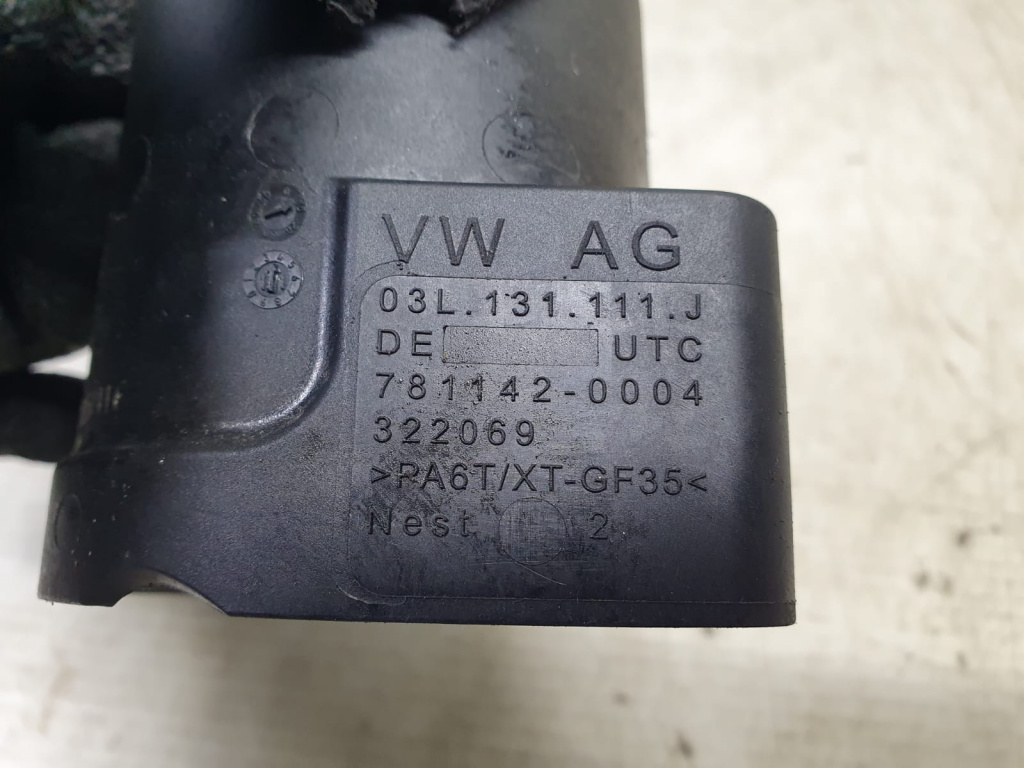 VW AG
03L.131.111.J
DE UTC
781142-0004
322069
>PA6T/XT-GF35<
Nest 2